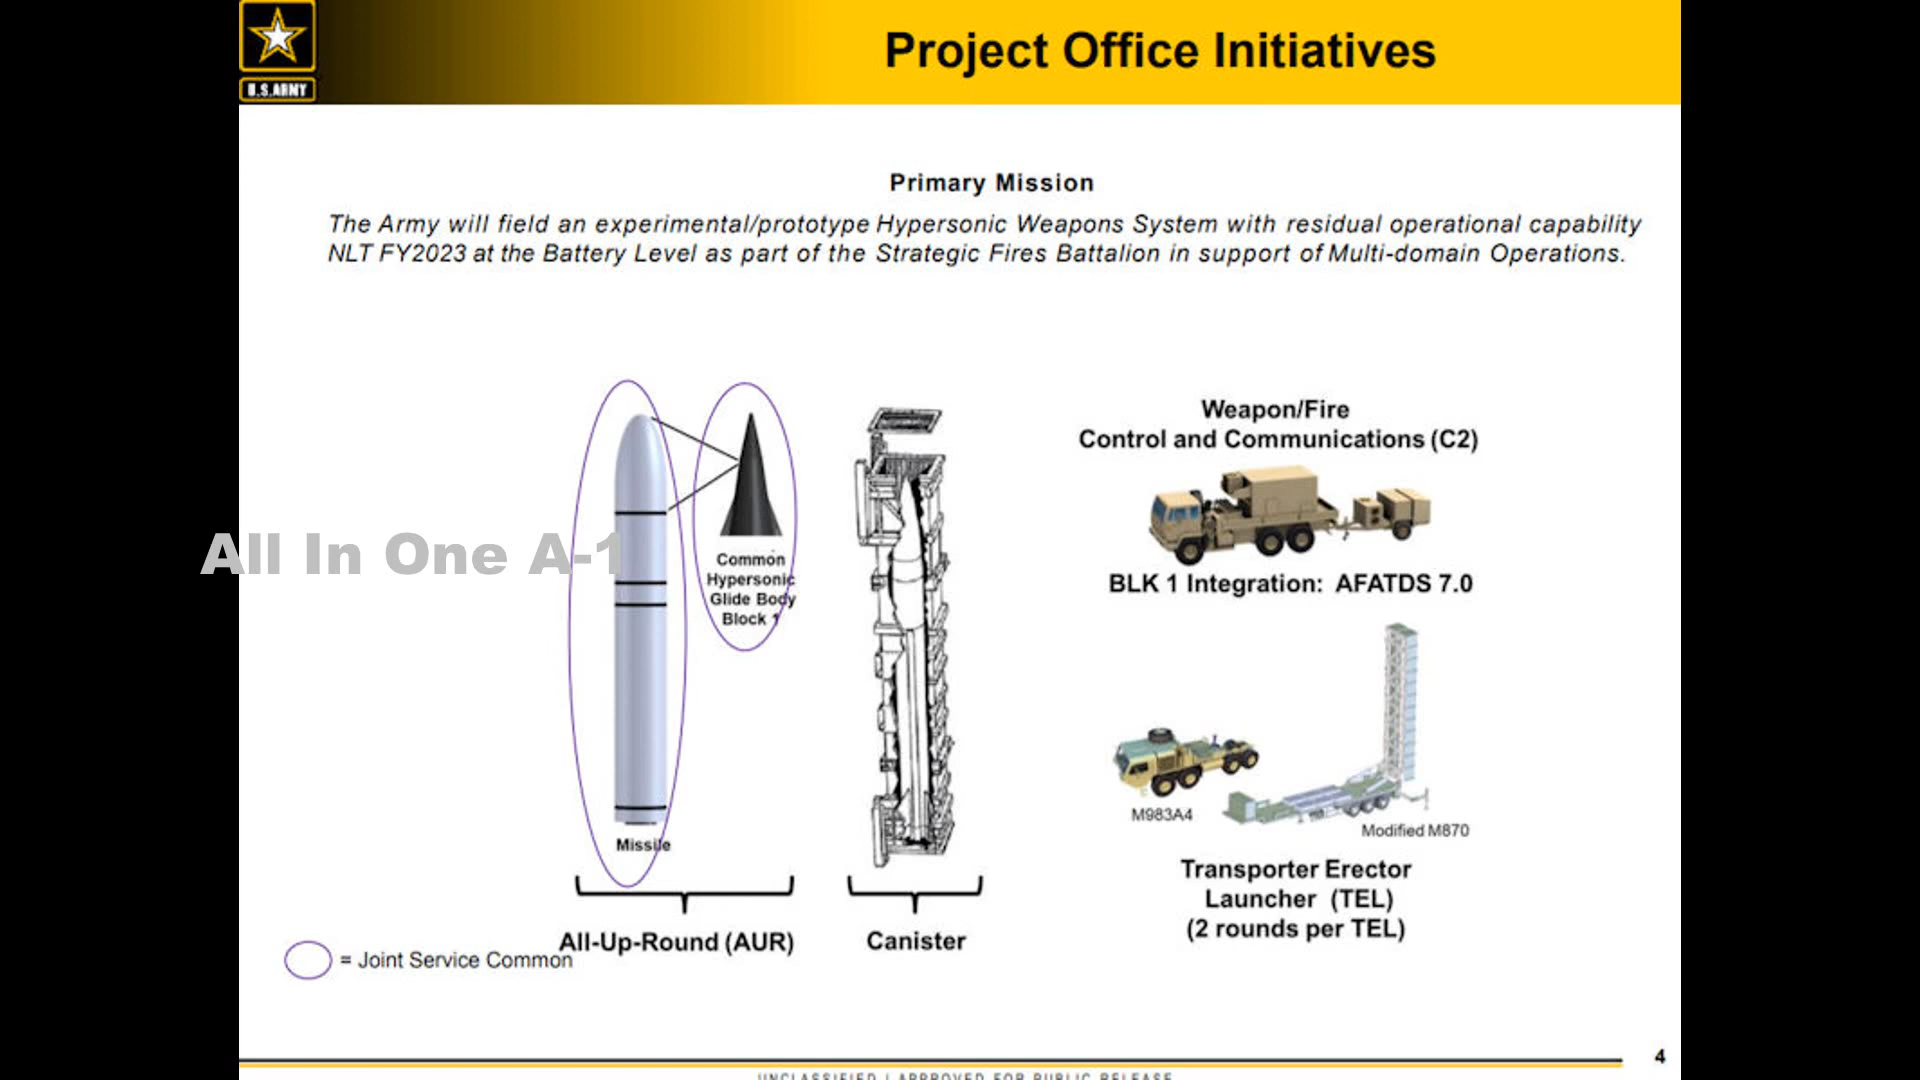 U.S.ARMY
Project Office Initiatives
Primary Mission
The Army will field an experimental/prototype Hypersonic Weapons System with residual operational capability
NLT FY2023 at the Battery Level as part of the Strategic Fires Battalion in support of Multi-domain Operations.
All In One A-1
Common
Hypersonic
Glide Body
Block 1
Missile
All-Up-Round (AUR)
= Joint Service Common
Canister
Weapon/Fire
Control and Communications (C2)
BLK 1 Integration: AFATDS 7.0
M983A4
Modified M870
Transporter Erector
Launcher (TEL)
(2 rounds per TEL)
4
UNCLASSIFIED | APPROVED FOR PUBLIC RELEASE